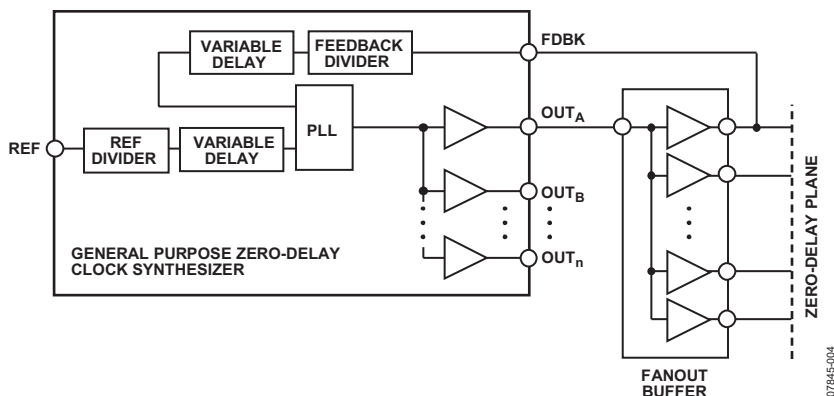 VARIABLE
DELAY
FEEDBACK
DIVIDER
FDBK
REF
REF
DIVIDER
VARIABLE
DELAY
PLL
OUTA
OUTB
OUTn
GENERAL PURPOSE ZERO-DELAY
CLOCK SYNTHESIZER
FANOUT
BUFFER
ZERO-DELAY PLANE
07845-004